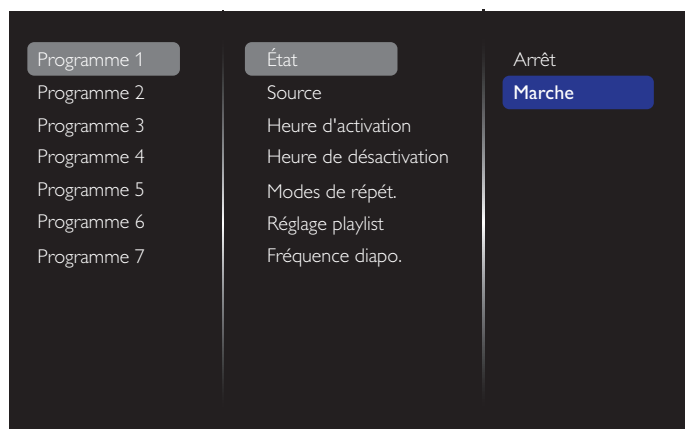 Programme 1
Programme 2
Programme 3
Programme 4
Programme 5
Programme 6
Programme 7
État
Source
Heure d'activation
Heure de désactivation
Modes de répét.
Réglage playlist
Fréquence diapo.
Arrêt
Marche